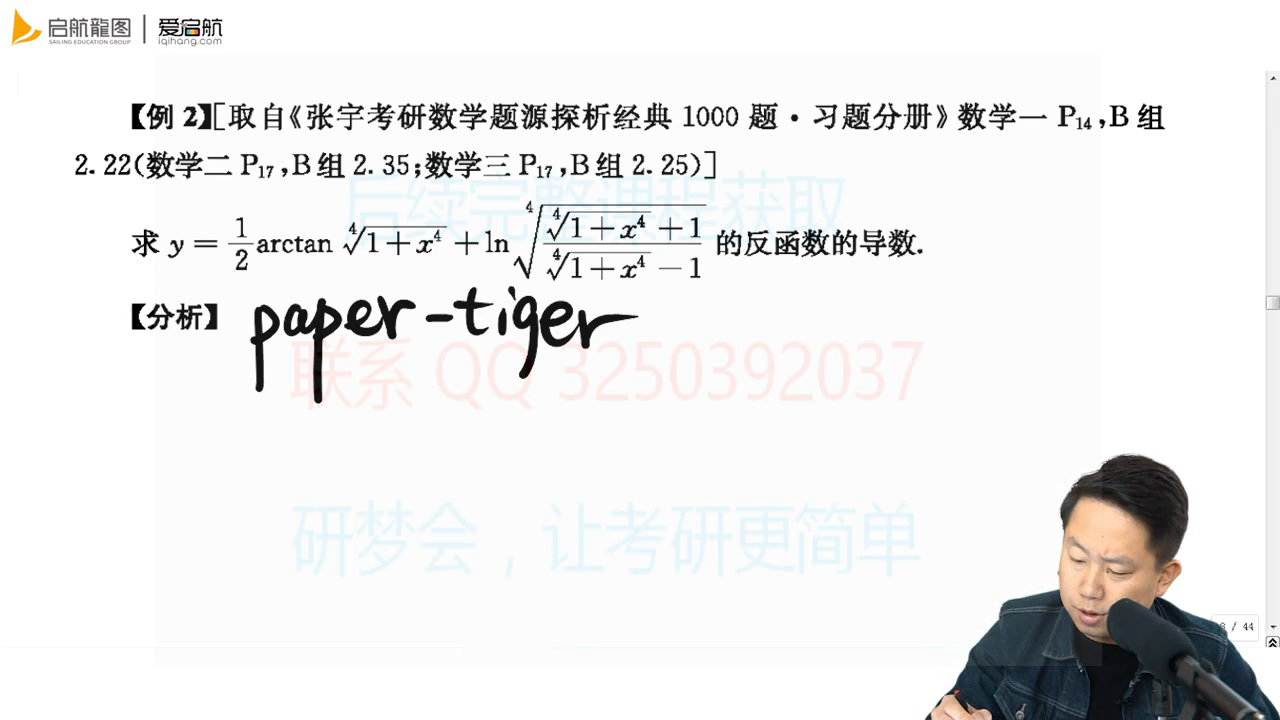 启航龍图 爱启航
SAILING EDUCATION GROUP iqihang.com
【例 2】[取自《张宇考研数学题源探析经典 1000 题·习题分册》数学一 P₁₄,B 组
2.22(数学二 P₁₇,B 组 2.35;数学三 P₁₇,B 组 2.25)]
后续完整课程获取
求 y = 1/2 arctan ∜(1+x⁴) + ln ∜((∜(1+x⁴) + 1)/(∜(1+x⁴) − 1)) 的反函数的导数.
【分析】 paper-tiger
联系 QQ 3250392037
研梦会，让考研更简单
/ 44